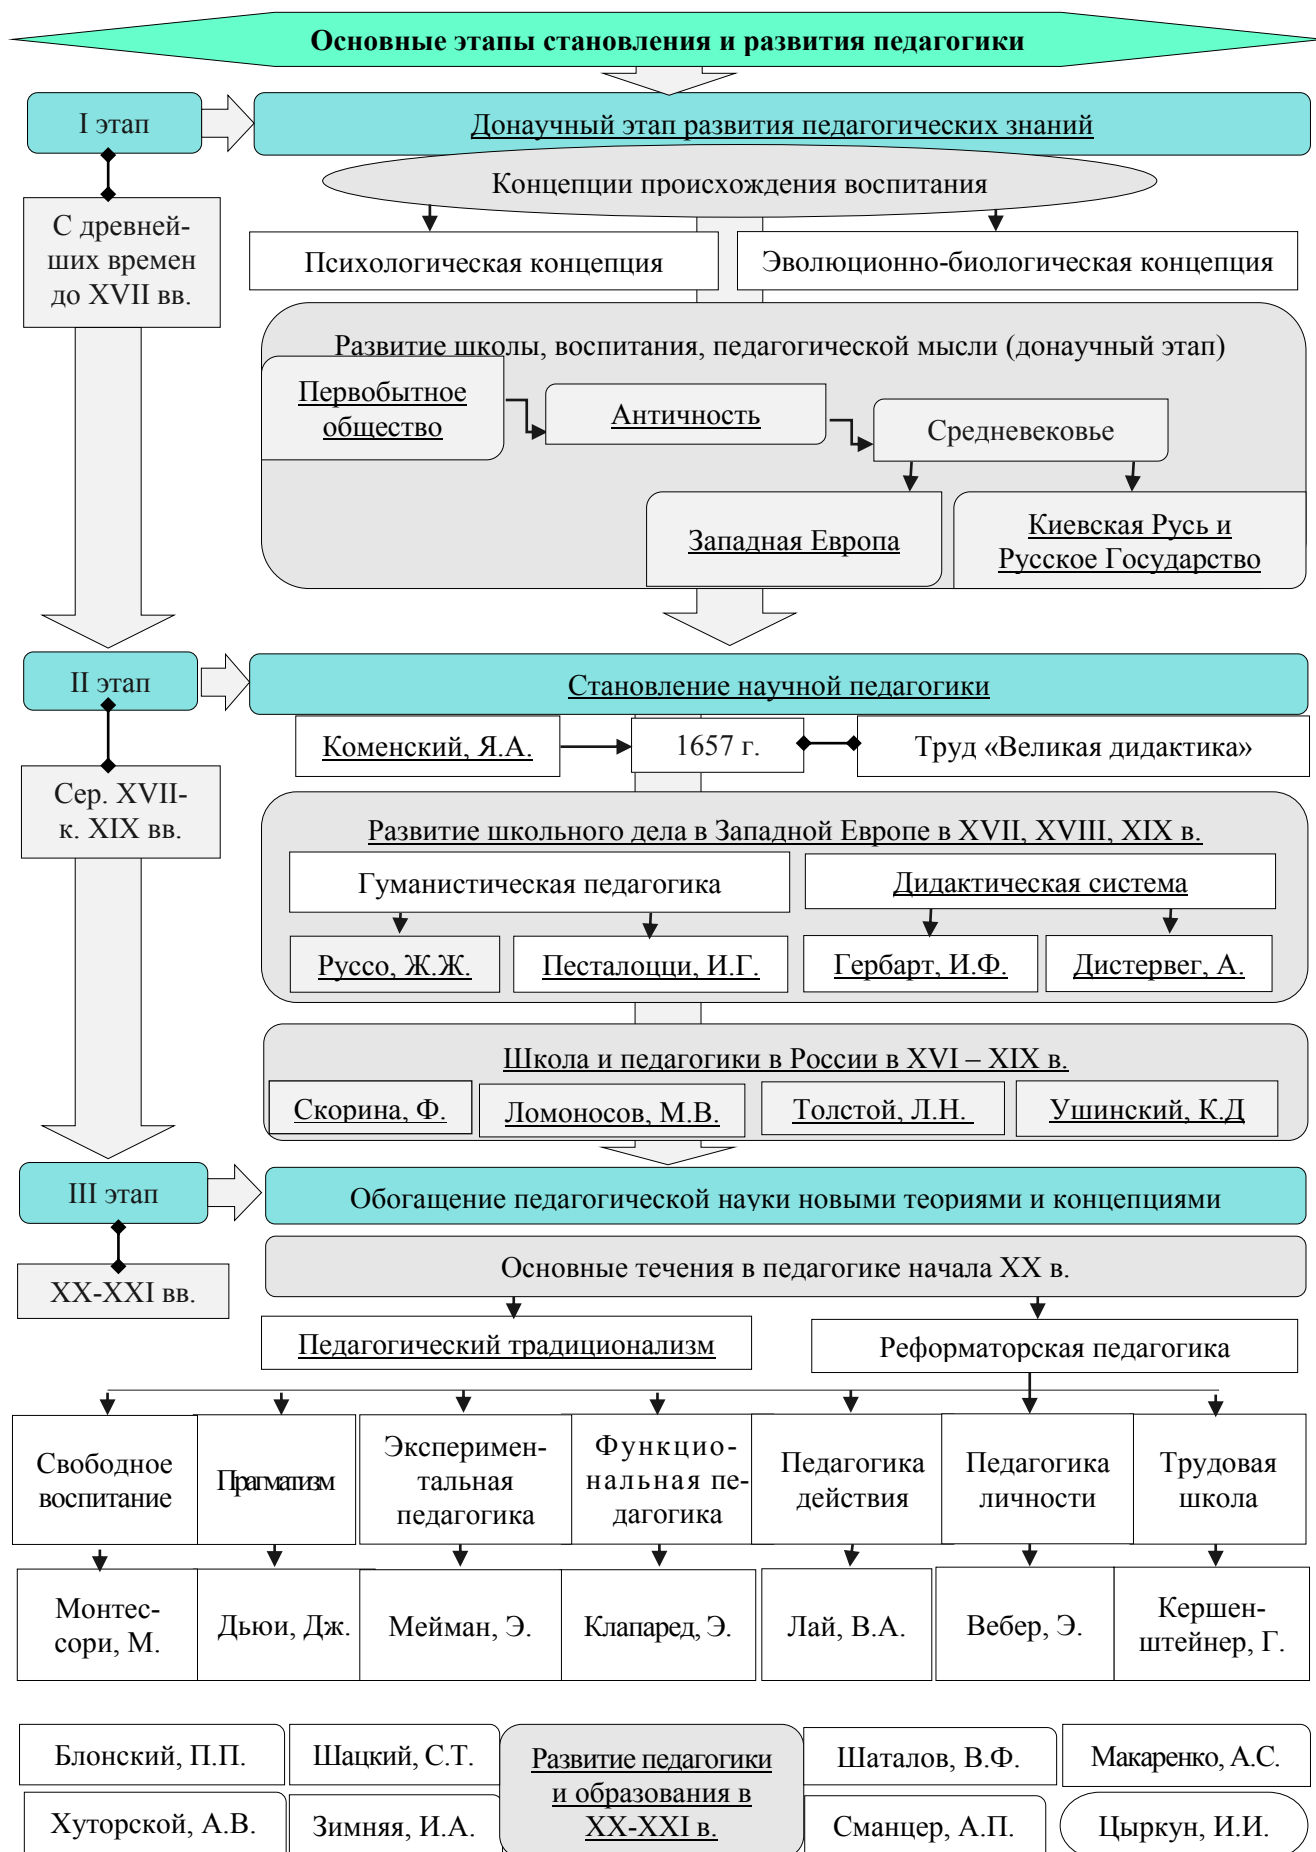 Основные этапы становления и развития педагогики
I этап
Донаучный этап развития педагогических знаний
Концепции происхождения воспитания
С древней-
ших времен
до XVII вв.
Психологическая концепция
Эволюционно-биологическая концепция
Развитие школы, воспитания, педагогической мысли (донаучный этап)
Первобытное
общество
Античность
Средневековье
Западная Европа
Киевская Русь и
Русское Государство
II этап
Становление научной педагогики
Коменский, Я.А.
1657 г.
Труд «Великая дидактика»
Сер. XVII-
к. XIX вв.
Развитие школьного дела в Западной Европе в XVII, XVIII, XIX в.
Гуманистическая педагогика
Дидактическая система
Руссо, Ж.Ж.
Песталоцци, И.Г.
Гербарт, И.Ф.
Дистервег, А.
Школа и педагогики в России в XVI – XIX в.
Скорина, Ф.
Ломоносов, М.В.
Толстой, Л.Н.
Ушинский, К.Д
III этап
Обогащение педагогической науки новыми теориями и концепциями
XX-XXI вв.
Основные течения в педагогике начала XX в.
Педагогический традиционализм
Реформаторская педагогика
Свободное
воспитание
Прагматизм
Эксперимен-
тальная
педагогика
Функцио-
нальная пе-
дагогика
Педагогика
действия
Педагогика
личности
Трудовая
школа
Монтес-
сори, М.
Дьюи, Дж.
Мейман, Э.
Клапаред, Э.
Лай, В.А.
Вебер, Э.
Кершен-
штейнер, Г.
Блонский, П.П.
Шацкий, С.Т.
Развитие педагогики
и образования в
XX-XXI в.
Шаталов, В.Ф.
Макаренко, А.С.
Хуторской, А.В.
Зимняя, И.А.
Сманцер, А.П.
Цыркун, И.И.